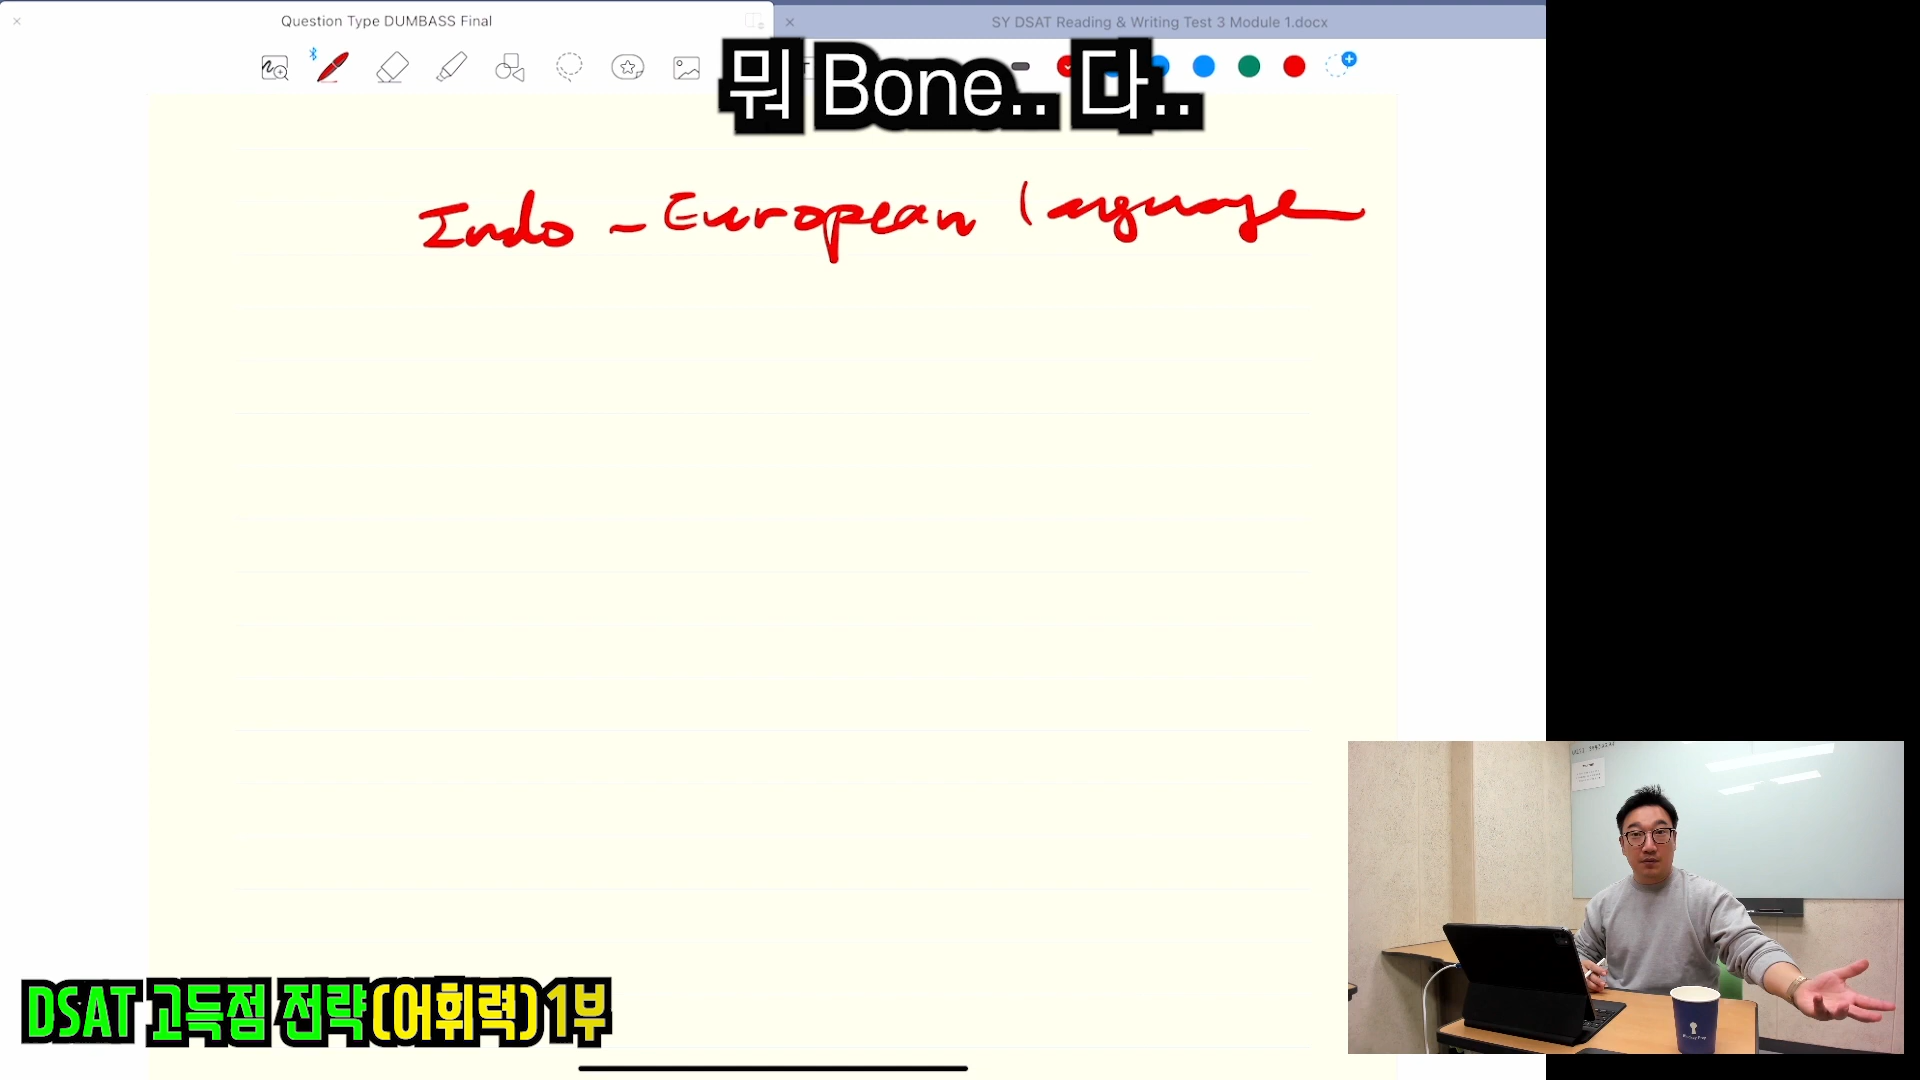 Question Type DUMBASS Final
SY DSAT Reading & Writing Test 3 Module 1.docx
뭐 Bone.. 다..
Indo - European language
DSAT 고득점 전략(어휘력)1부